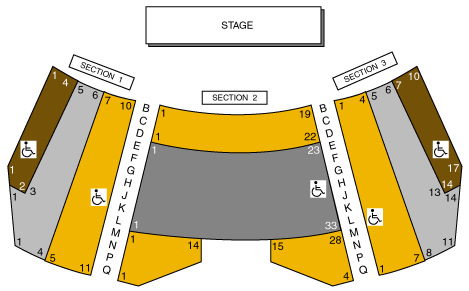 STAGE
SECTION 1
SECTION 2
SECTION 3
1 4 5 6 7 10
1 2 3
1 4 5 11
B
C
D
E
F
G
H
J
K
L
M
N
P
Q
1 19
1 22
1 23
1 33
1 14 15 28
1 4
B
C
D
E
F
G
H
J
K
L
M
N
P
Q
1 4 5 6 7 10
17
13 14
14
1 7 8 11